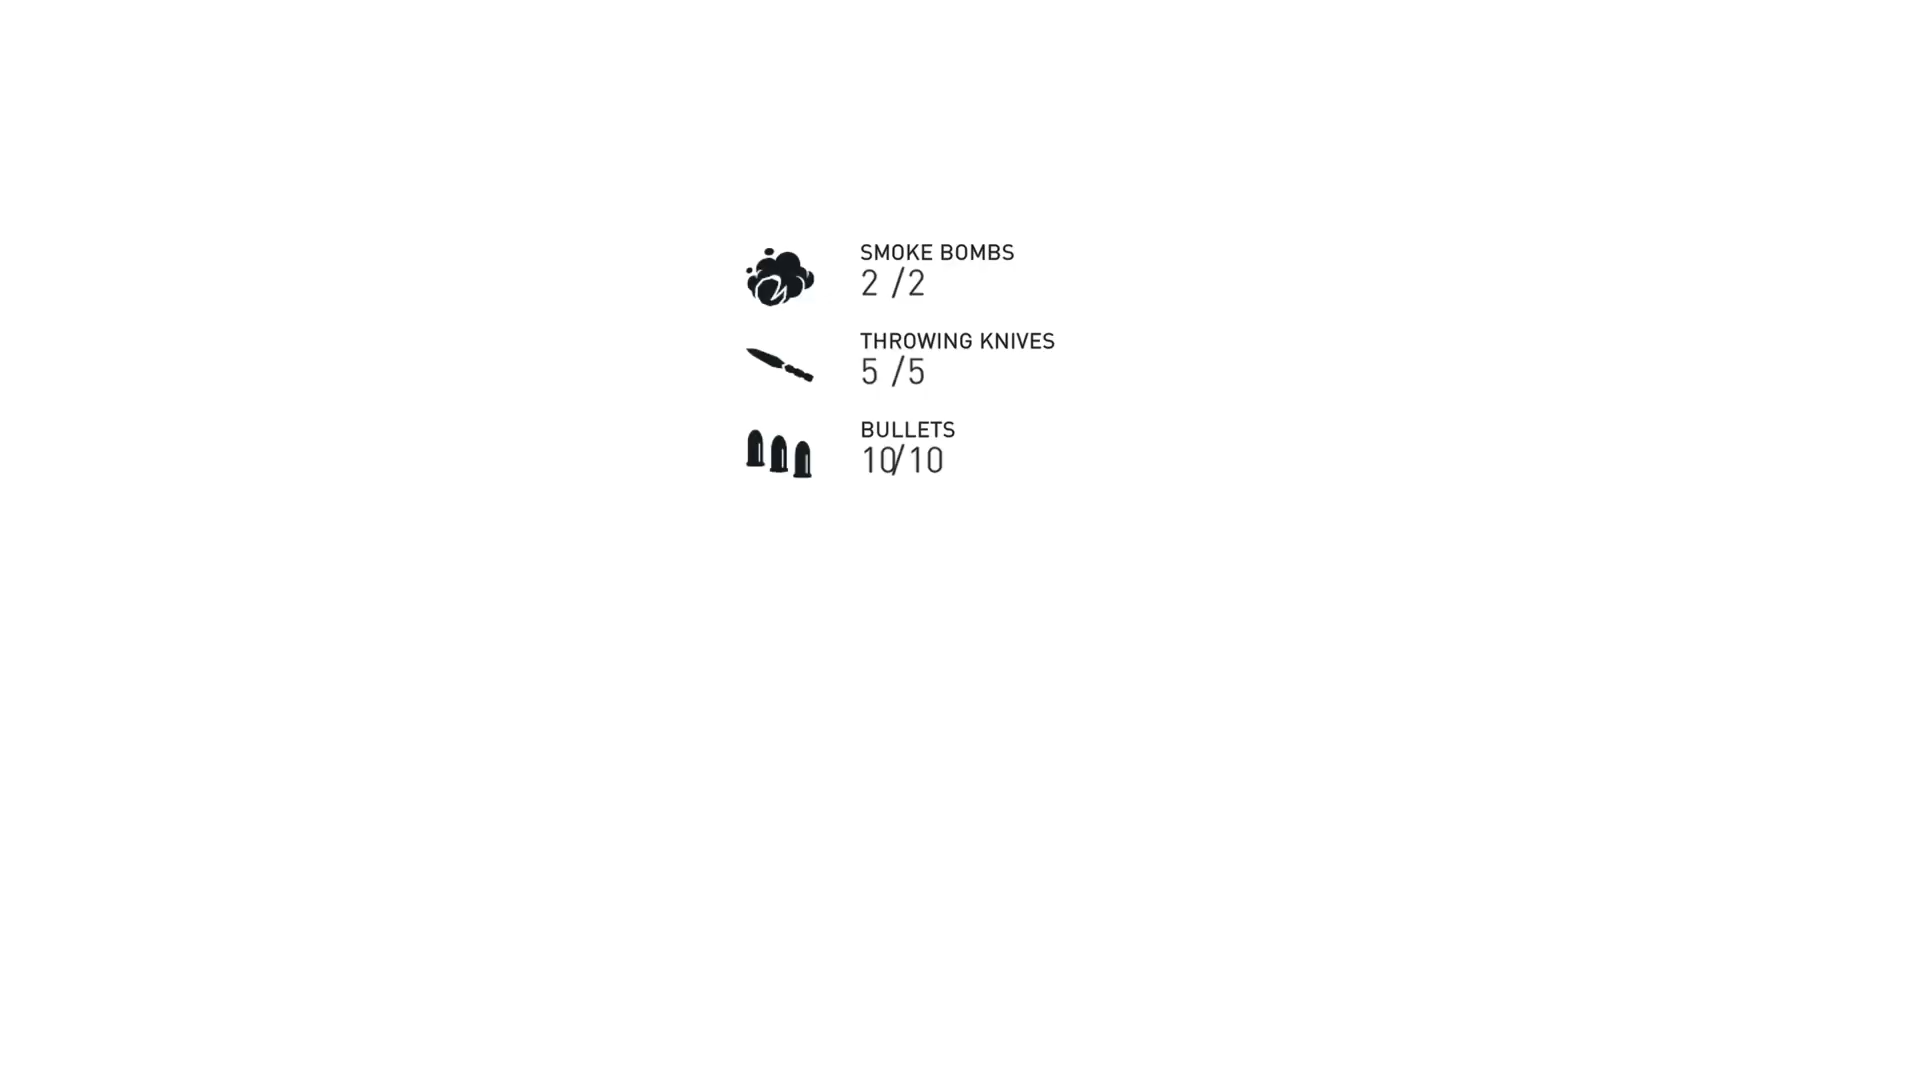 SMOKE BOMBS
2 /2
THROWING KNIVES
5 /5
BULLETS
10/10